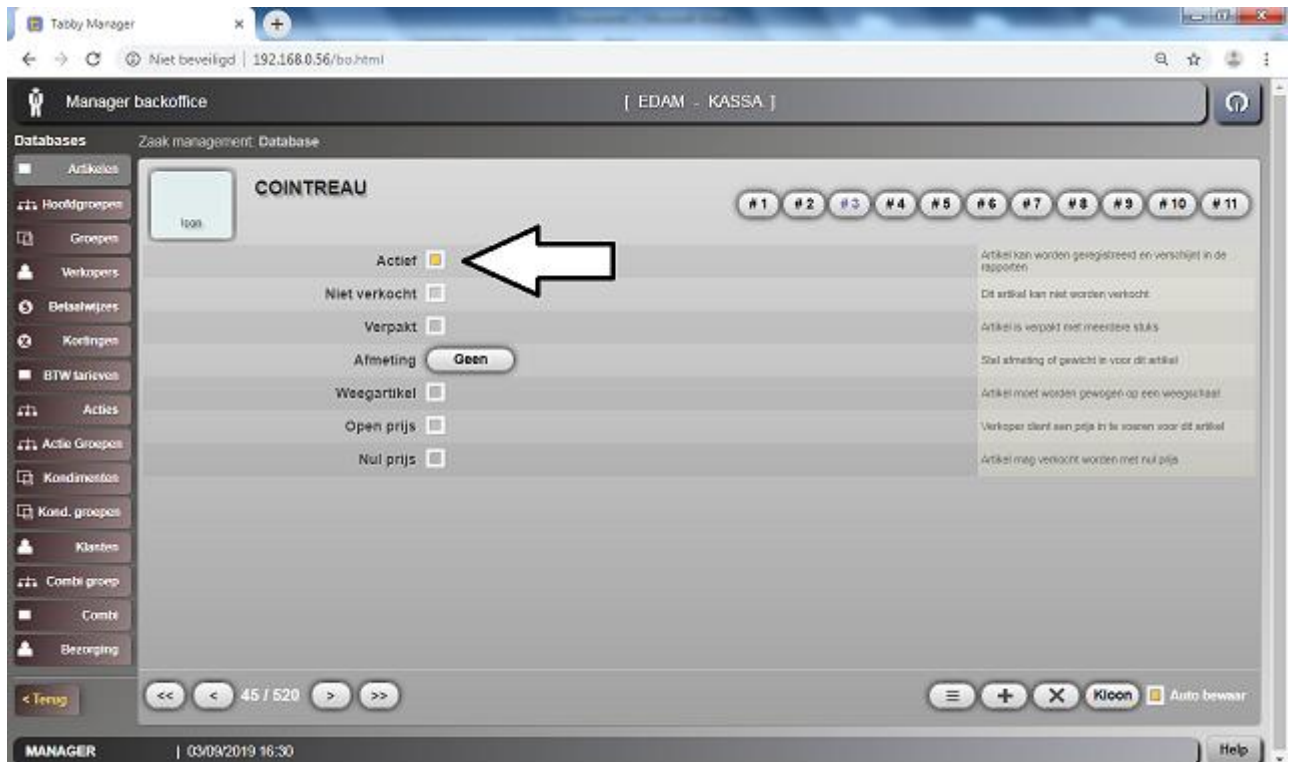 Tabby Manager
Niet beveiligd | 192.168.0.56/bo.html
Manager backoffice
[ EDAM - KASSA ]
Databases
Zaak management: Database
Artikelen
Hoofdgroepen
Groepen
Verkopers
Betaalwijzes
Kortingen
BTW tarieven
Acties
Actie Groepen
Kondimenten
Kond. groepen
Klanten
Combi groep
Combi
Bezorging
< Terug
Icon
COINTREAU
#1 #2 #3 #4 #5 #6 #7 #8 #9 #10 #11
Actief
Artikel kan worden geregistreerd en verschijnt in de
rapporten
Niet verkocht
Dit artikel kan niet worden verkocht
Verpakt
Artikel is verpakt met meerdere stuks
Afmeting Geen
Stel afmeting of gewicht in voor dit artikel
Weegartikel
Artikel moet worden gewogen op een weegschaal
Open prijs
Verkoper dient een prijs in te voeren voor dit artikel
Nul prijs
Artikel mag verkocht worden met nul prijs
<< < 45 / 520 > >>
Kloon
Auto bewaar
MANAGER | 03/09/2019 16:30
Help